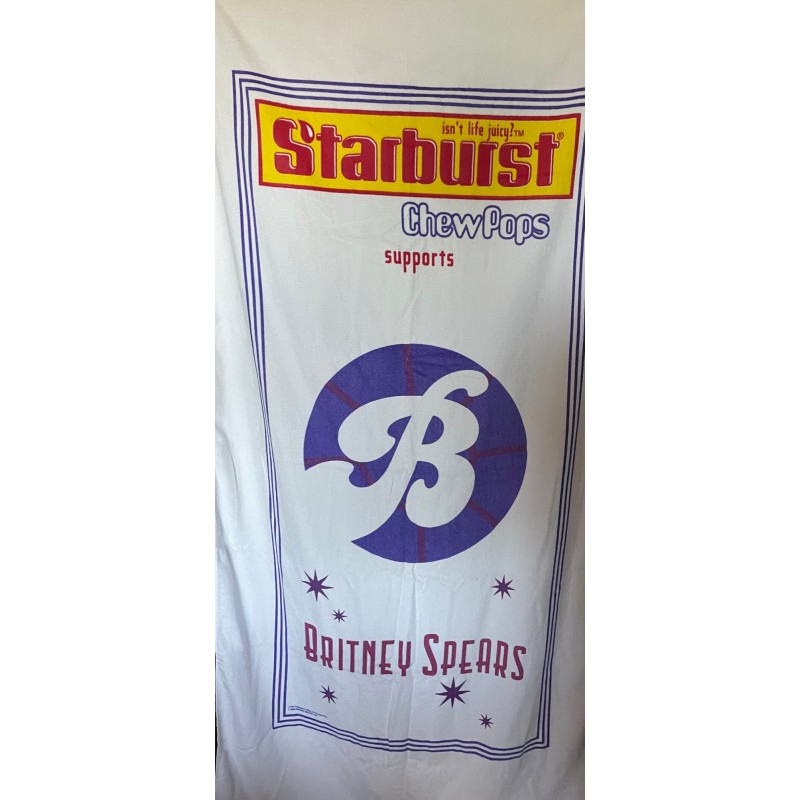 isn't life juicy?™
Starburst®
ChewPops
supports
B
BRITNEY SPEARS